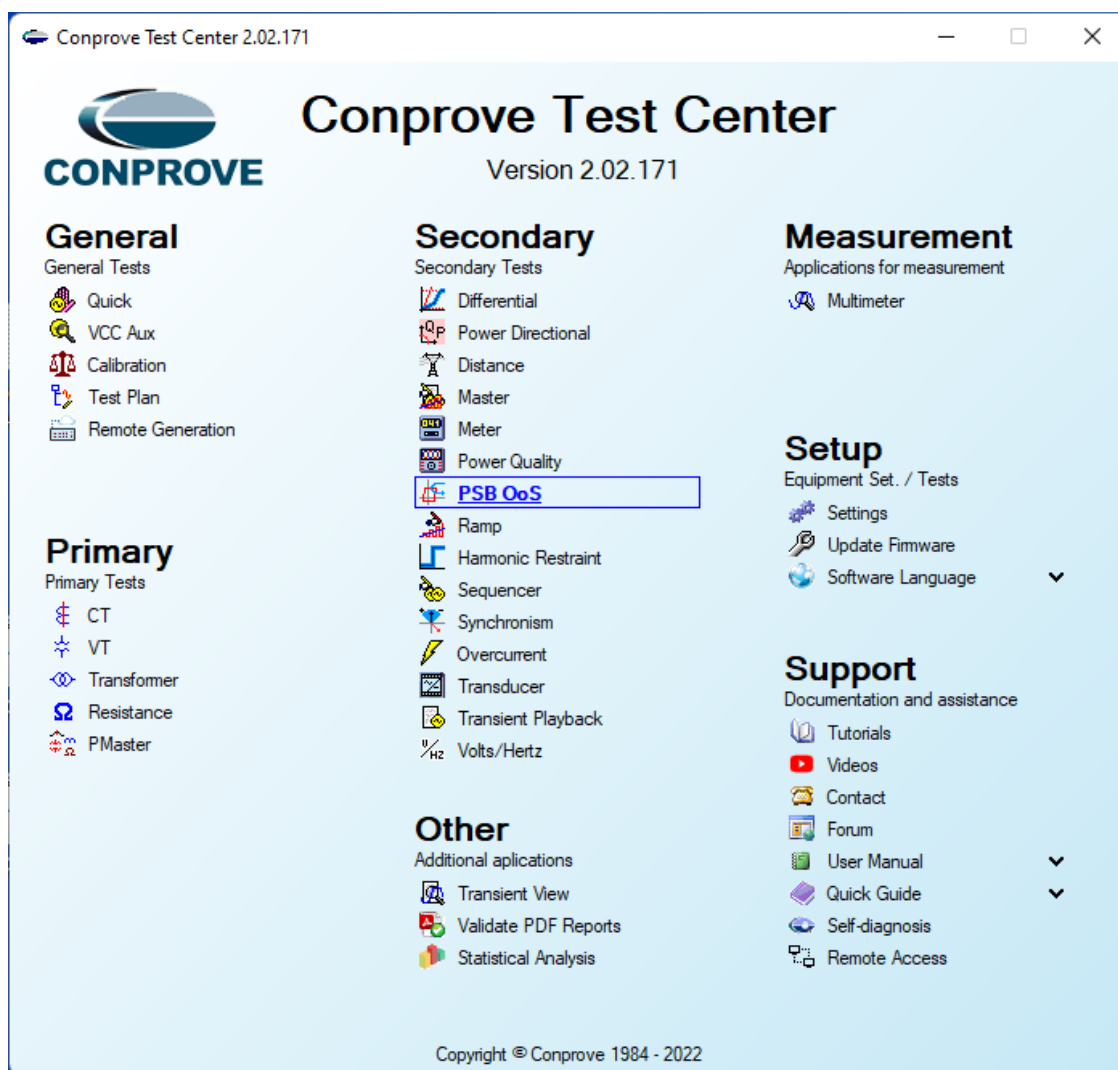 Conprove Test Center 2.02.171
CONPROVE
Conprove Test Center
Version 2.02.171
General
General Tests
Quick
VCC Aux
Calibration
Test Plan
Remote Generation
Primary
Primary Tests
CT
VT
Transformer
Resistance
PMaster
Secondary
Secondary Tests
Differential
Power Directional
Distance
Master
Meter
Power Quality
PSB OoS
Ramp
Harmonic Restraint
Sequencer
Synchronism
Overcurrent
Transducer
Transient Playback
Volts/Hertz
Other
Additional aplications
Transient View
Validate PDF Reports
Statistical Analysis
Measurement
Applications for measurement
Multimeter
Setup
Equipment Set. / Tests
Settings
Update Firmware
Software Language
Support
Documentation and assistance
Tutorials
Videos
Contact
Forum
User Manual
Quick Guide
Self-diagnosis
Remote Access
Copyright © Conprove 1984 - 2022